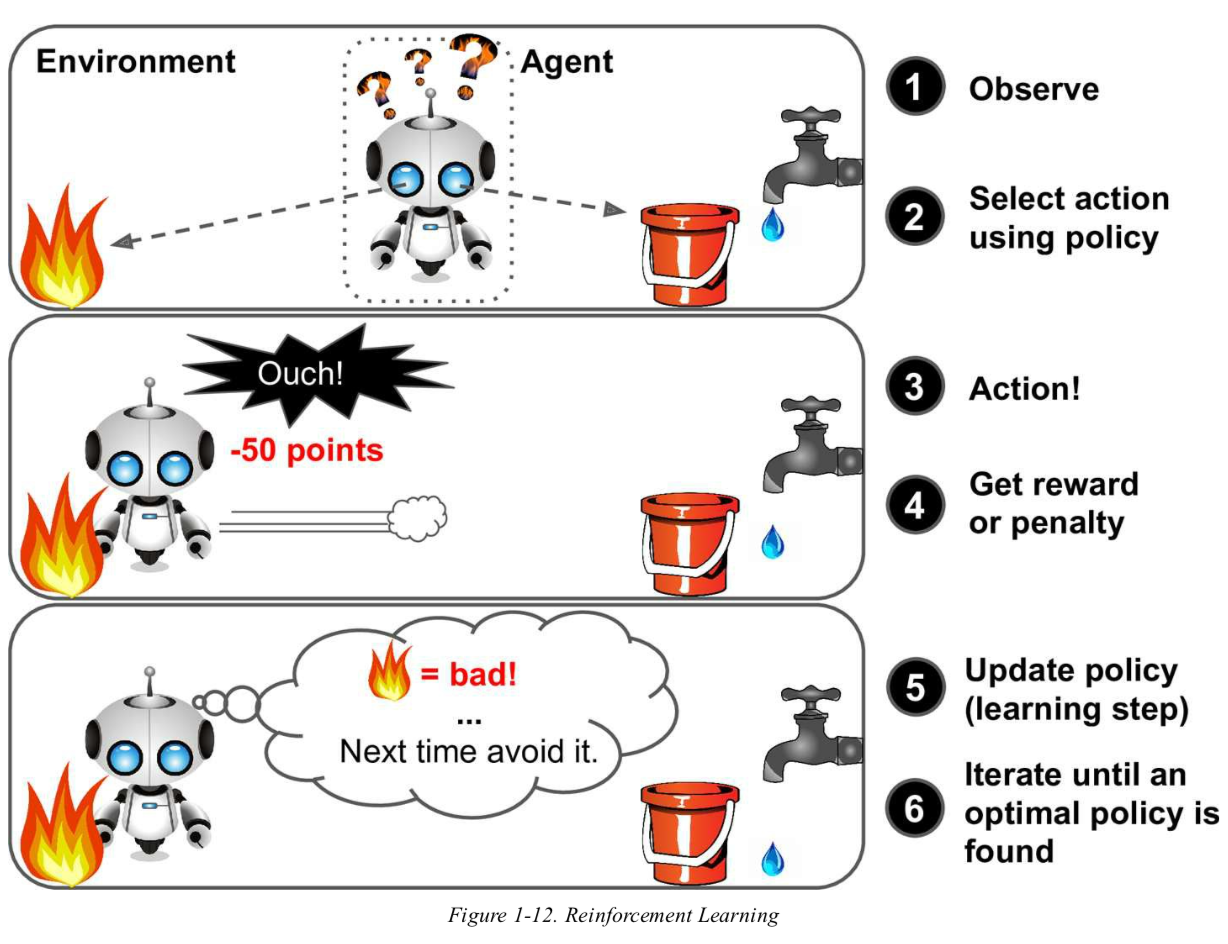 Environment
Agent
? ? ?
1 Observe
2 Select action
using policy
Ouch!
-50 points
3 Action!
4 Get reward
or penalty
= bad!
...
Next time avoid it.
5 Update policy
(learning step)
6 Iterate until an
optimal policy is
found
Figure 1-12. Reinforcement Learning